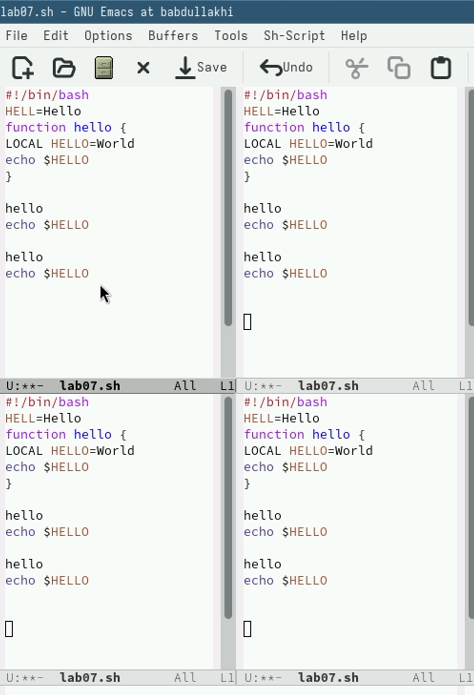 lab07.sh - GNU Emacs at babdullakhi
File Edit Options Buffers Tools Sh-Script Help
Save Undo
#!/bin/bash
HELL=Hello
function hello {
LOCAL HELLO=World
echo $HELLO
}
hello
echo $HELLO
hello
echo $HELLO
U:**- lab07.sh All L1
#!/bin/bash
HELL=Hello
function hello {
LOCAL HELLO=World
echo $HELLO
}
hello
echo $HELLO
hello
echo $HELLO
U:**- lab07.sh All L1
#!/bin/bash
HELL=Hello
function hello {
LOCAL HELLO=World
echo $HELLO
}
hello
echo $HELLO
hello
echo $HELLO
U:**- lab07.sh All L1
#!/bin/bash
HELL=Hello
function hello {
LOCAL HELLO=World
echo $HELLO
}
hello
echo $HELLO
hello
echo $HELLO
U:**- lab07.sh All L1